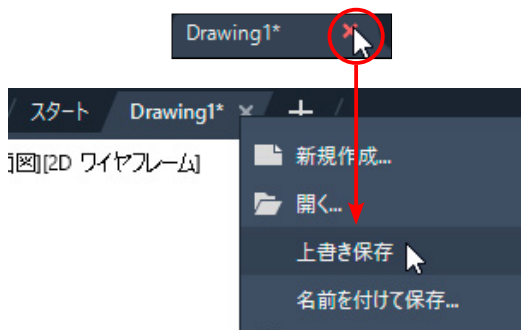 Drawing1*
スタート Drawing1*
面図][2D ワイヤフレーム]
新規作成...
開く...
上書き保存
名前を付けて保存...